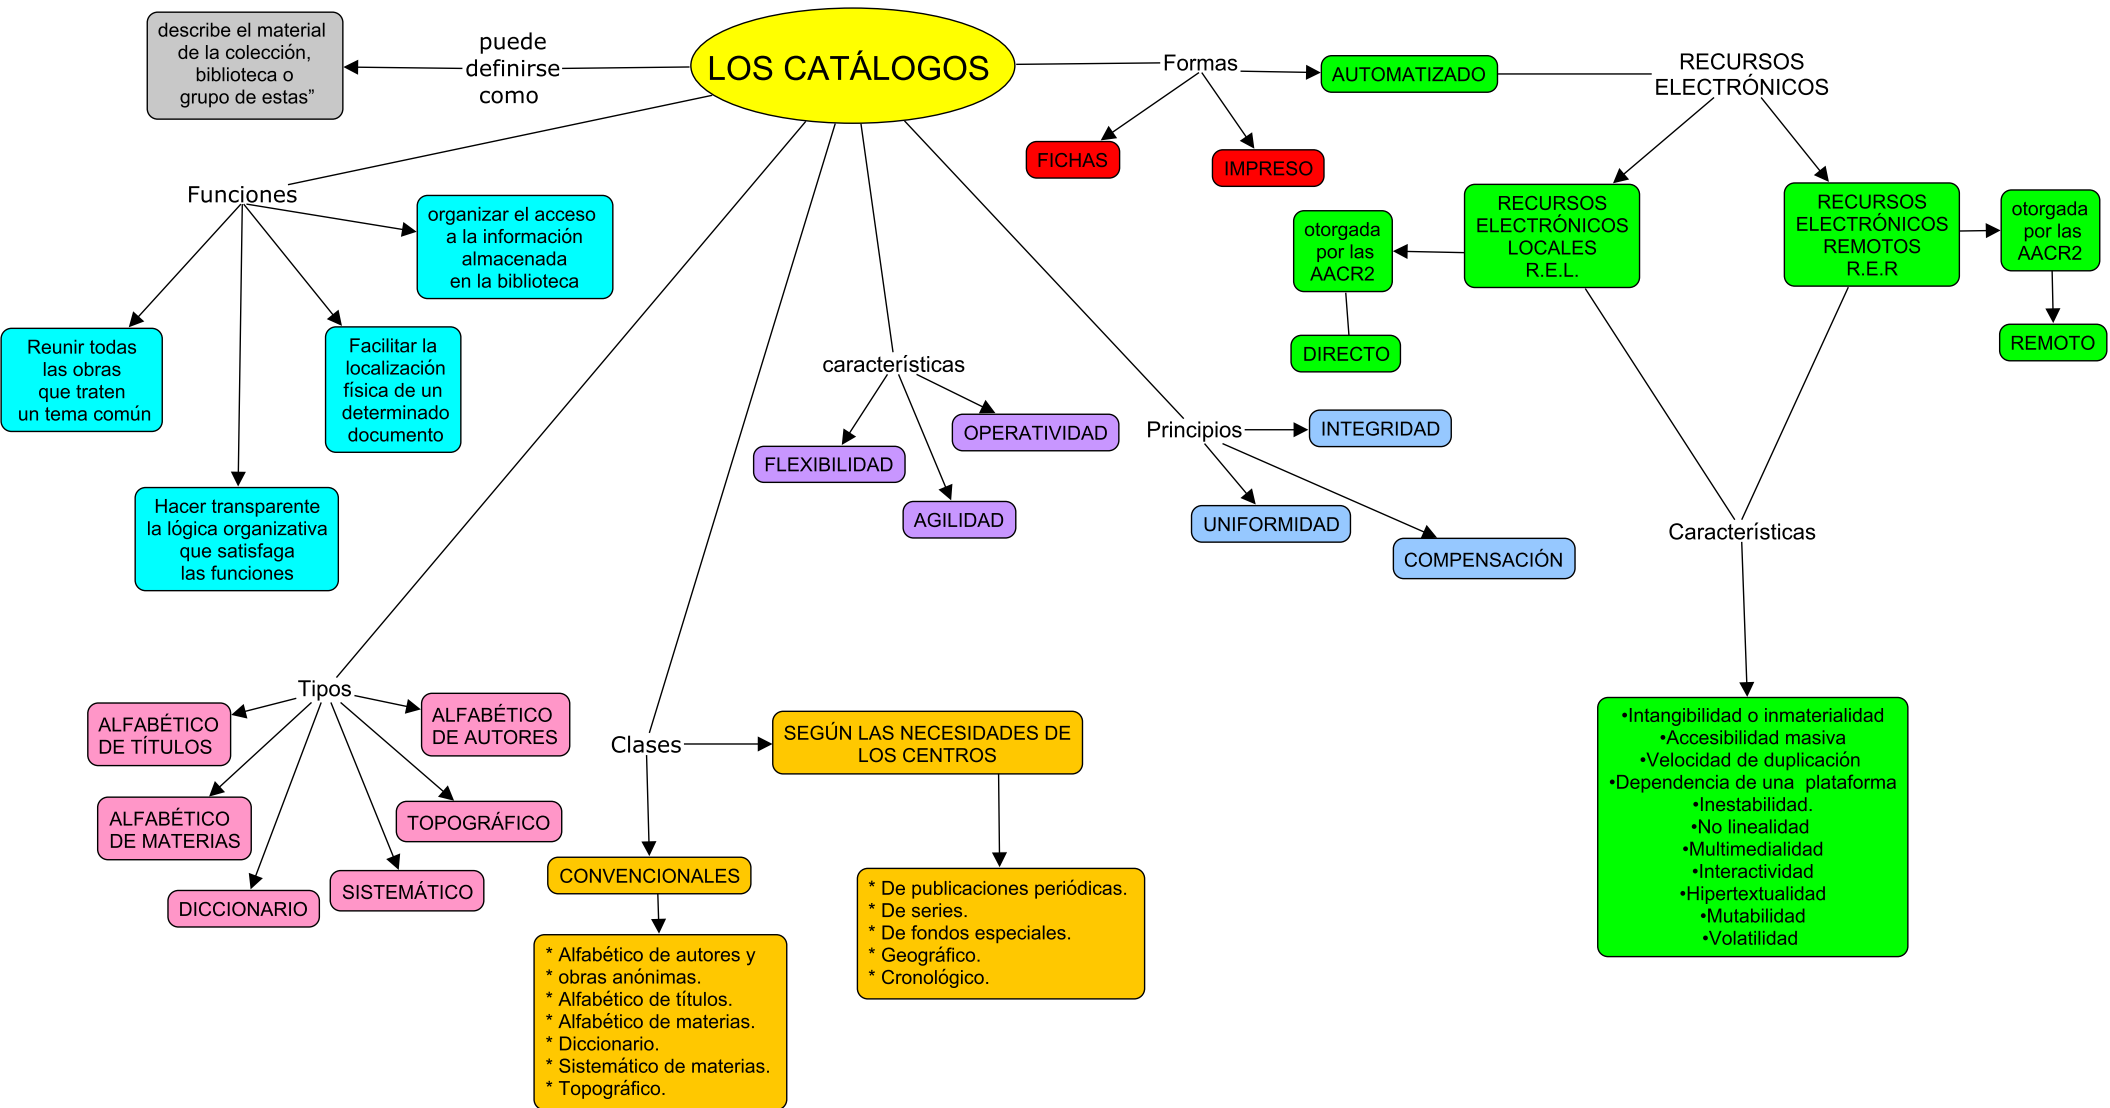 LOS CATÁLOGOS
puede
definirse
como
describe el material
de la colección,
biblioteca o
grupo de estas”
Funciones
organizar el acceso
a la información
almacenada
en la biblioteca
Reunir todas
las obras
que traten
un tema común
Facilitar la
localización
física de un
determinado
documento
Hacer transparente
la lógica organizativa
que satisfaga
las funciones
Tipos
ALFABÉTICO
DE TÍTULOS
ALFABÉTICO
DE AUTORES
ALFABÉTICO
DE MATERIAS
TOPOGRÁFICO
DICCIONARIO
SISTEMÁTICO
Clases
SEGÚN LAS NECESIDADES DE
LOS CENTROS
* De publicaciones periódicas.
* De series.
* De fondos especiales.
* Geográfico.
* Cronológico.
CONVENCIONALES
* Alfabético de autores y
* obras anónimas.
* Alfabético de títulos.
* Alfabético de materias.
* Diccionario.
* Sistemático de materias.
* Topográfico.
características
OPERATIVIDAD
FLEXIBILIDAD
AGILIDAD
Principios
INTEGRIDAD
UNIFORMIDAD
COMPENSACIÓN
Formas
FICHAS
IMPRESO
AUTOMATIZADO
RECURSOS
ELECTRÓNICOS
RECURSOS
ELECTRÓNICOS
LOCALES
R.E.L.
otorgada
por las
AACR2
DIRECTO
RECURSOS
ELECTRÓNICOS
REMOTOS
R.E.R
otorgada
por las
AACR2
REMOTO
Características
•Intangibilidad o inmaterialidad
•Accesibilidad masiva
•Velocidad de duplicación
•Dependencia de una  plataforma
•Inestabilidad.
•No linealidad
•Multimedialidad
•Interactividad
•Hipertextualidad
•Mutabilidad
•Volatilidad